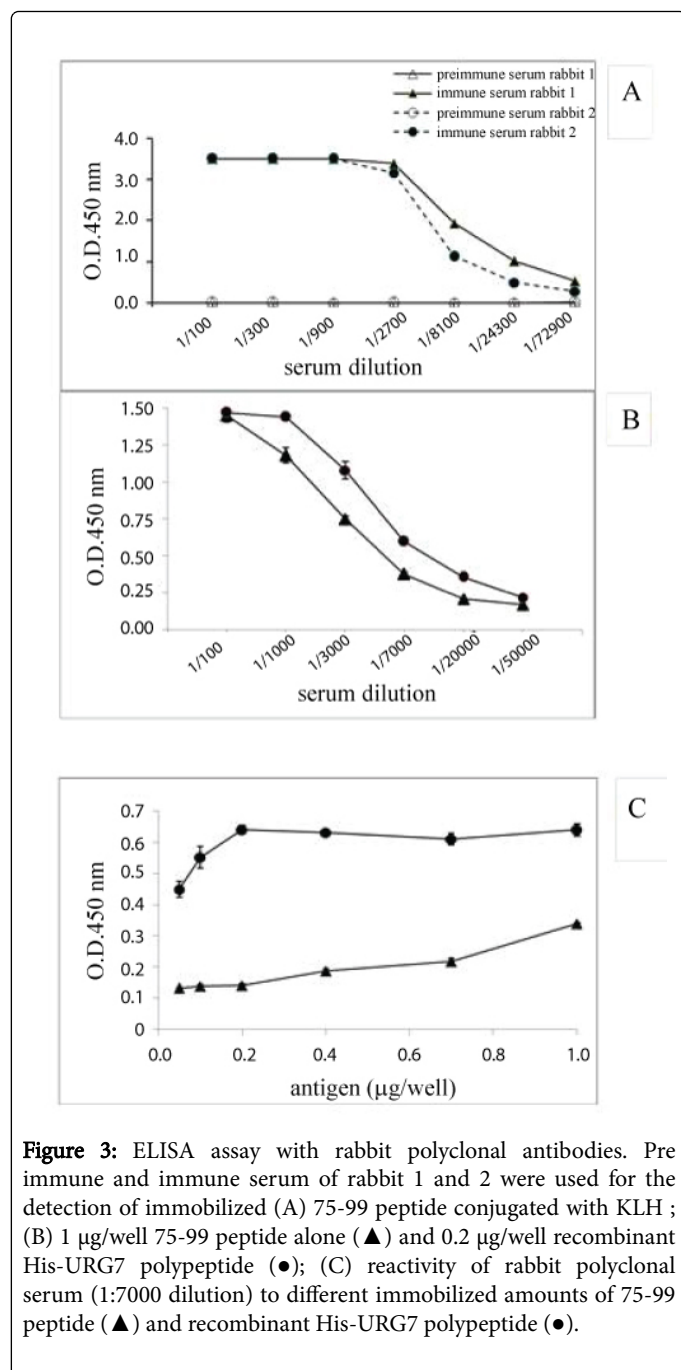 preimmune serum rabbit 1
immune serum rabbit 1
preimmune serum rabbit 2
immune serum rabbit 2
A
4.0
3.0
2.0
1.0
0.0
O.D.450 nm
1/100
1/300
1/900
1/2700
1/8100
1/24300
1/72900
serum dilution
B
1.50
1.25
1.00
0.75
0.50
0.25
0.00
O.D.450 nm
1/100
1/1000
1/3000
1/7000
1/20000
1/50000
serum dilution
C
0.7
0.6
0.5
0.4
0.3
0.2
0.1
0
O.D.450 nm
0.0 0.2 0.4 0.6 0.8 1.0
antigen (μg/well)
Figure 3: ELISA assay with rabbit polyclonal antibodies. Pre
immune and immune serum of rabbit 1 and 2 were used for the
detection of immobilized (A) 75-99 peptide conjugated with KLH ;
(B) 1 μg/well 75-99 peptide alone (▲) and 0.2 μg/well recombinant
His-URG7 polypeptide (●); (C) reactivity of rabbit polyclonal
serum (1:7000 dilution) to different immobilized amounts of 75-99
peptide (▲) and recombinant His-URG7 polypeptide (●).